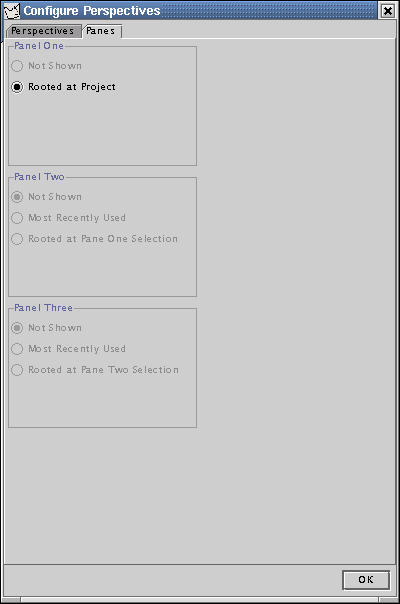 Configure Perspectives
Perspectives Panes
Panel One
Not Shown
Rooted at Project
Panel Two
Not Shown
Most Recently Used
Rooted at Pane One Selection
Panel Three
Not Shown
Most Recently Used
Rooted at Pane Two Selection
OK